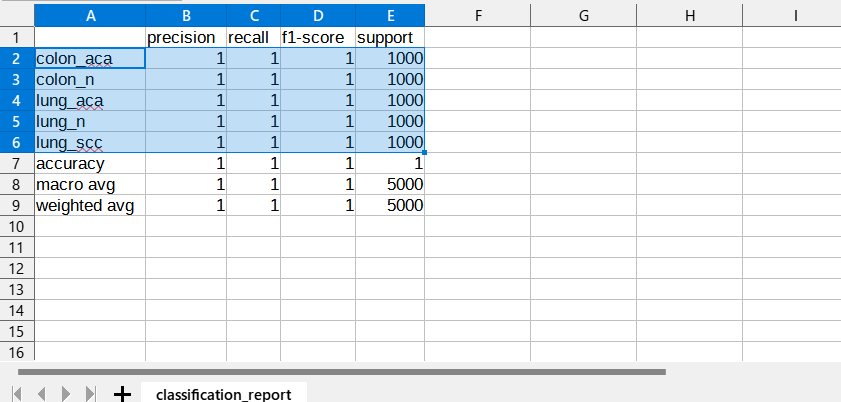 A B C D E F G H I
1 precision recall f1-score support
2 colon_aca 1 1 1 1000
3 colon_n 1 1 1 1000
4 lung_aca 1 1 1 1000
5 lung_n 1 1 1 1000
6 lung_scc 1 1 1 1000
7 accuracy 1 1 1 1
8 macro avg 1 1 1 5000
9 weighted avg 1 1 1 5000
10
11
12
13
14
15
16
classification_report